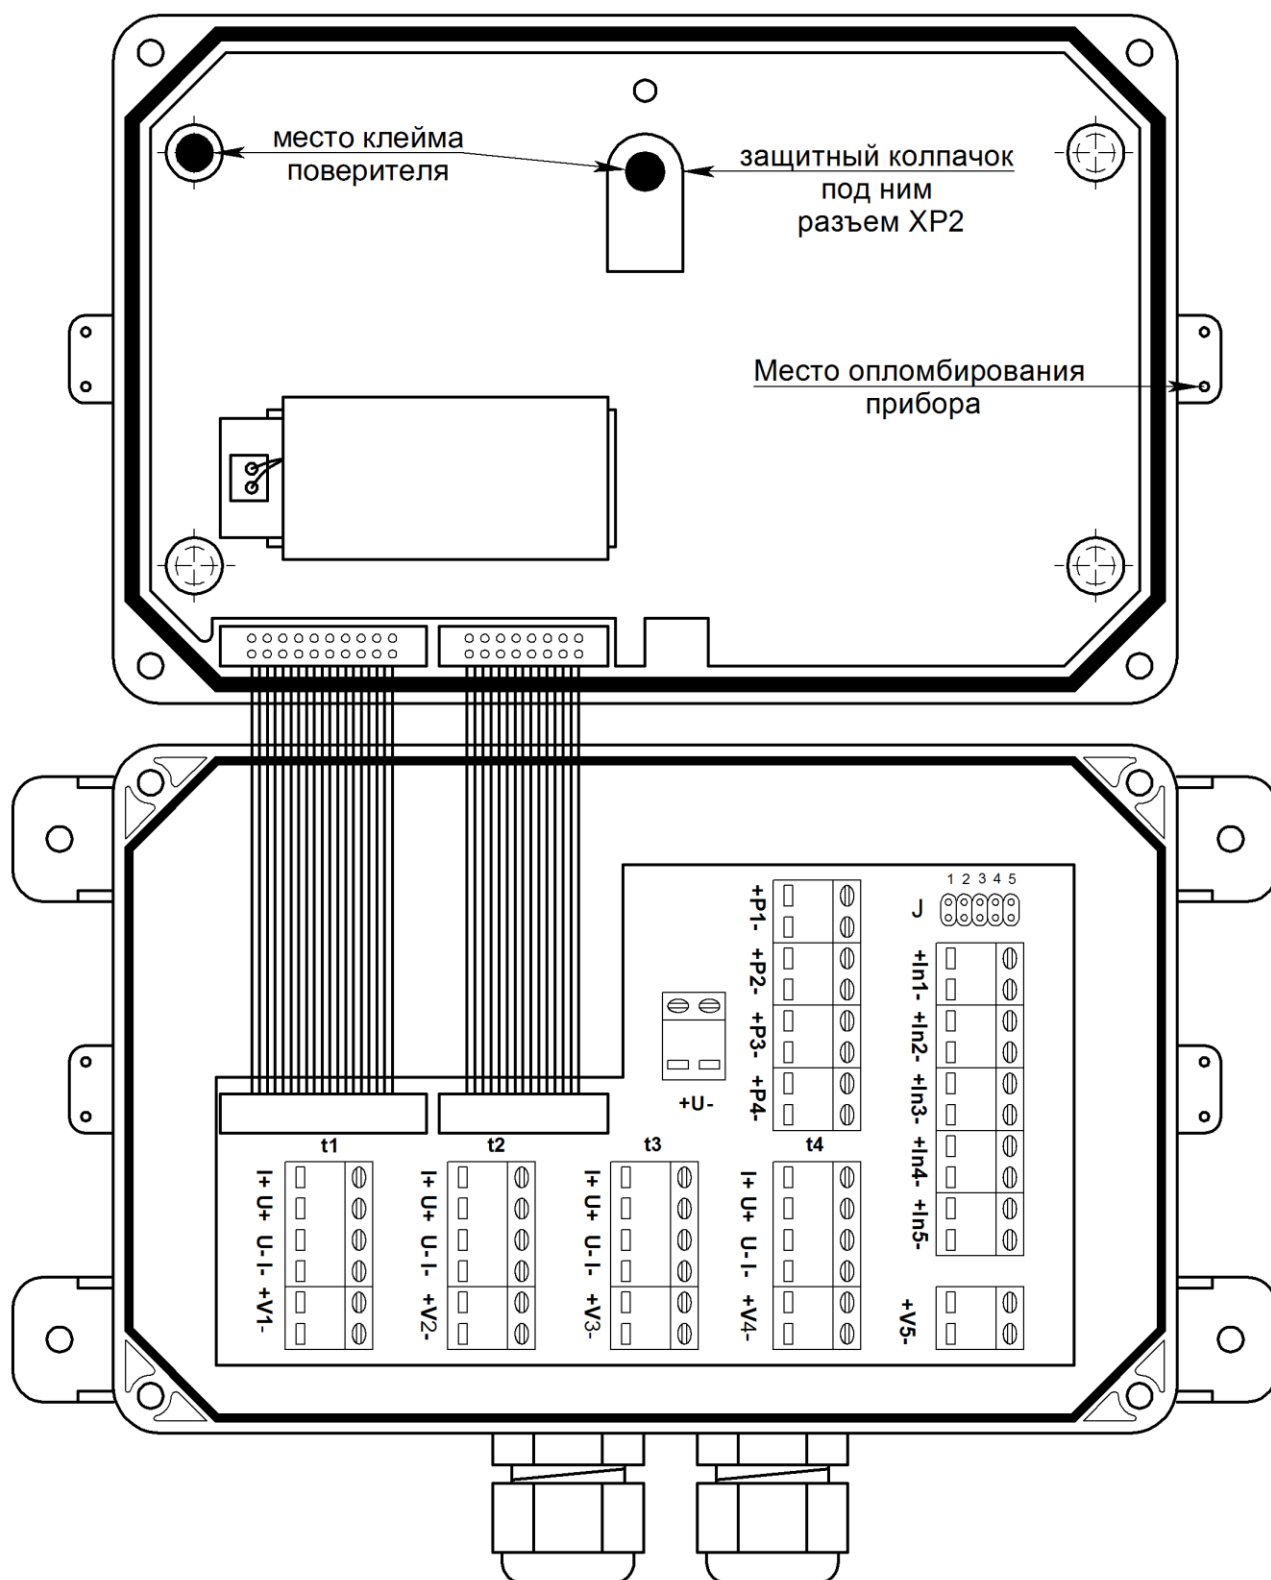 место клейма
поверителя
защитный колпачок
под ним
разъем XP2
Место опломбирования
прибора
1 2 3 4 5
J
+P1-
+P2-
+P3-
+P4-
+In1-
+In2-
+In3-
+In4-
+In5-
+U-
t1
t2
t3
t4
I+ U+ U- I- +V1-
I+ U+ U- I- +V2-
I+ U+ U- I- +V3-
I+ U+ U- I- +V4-
+V5-